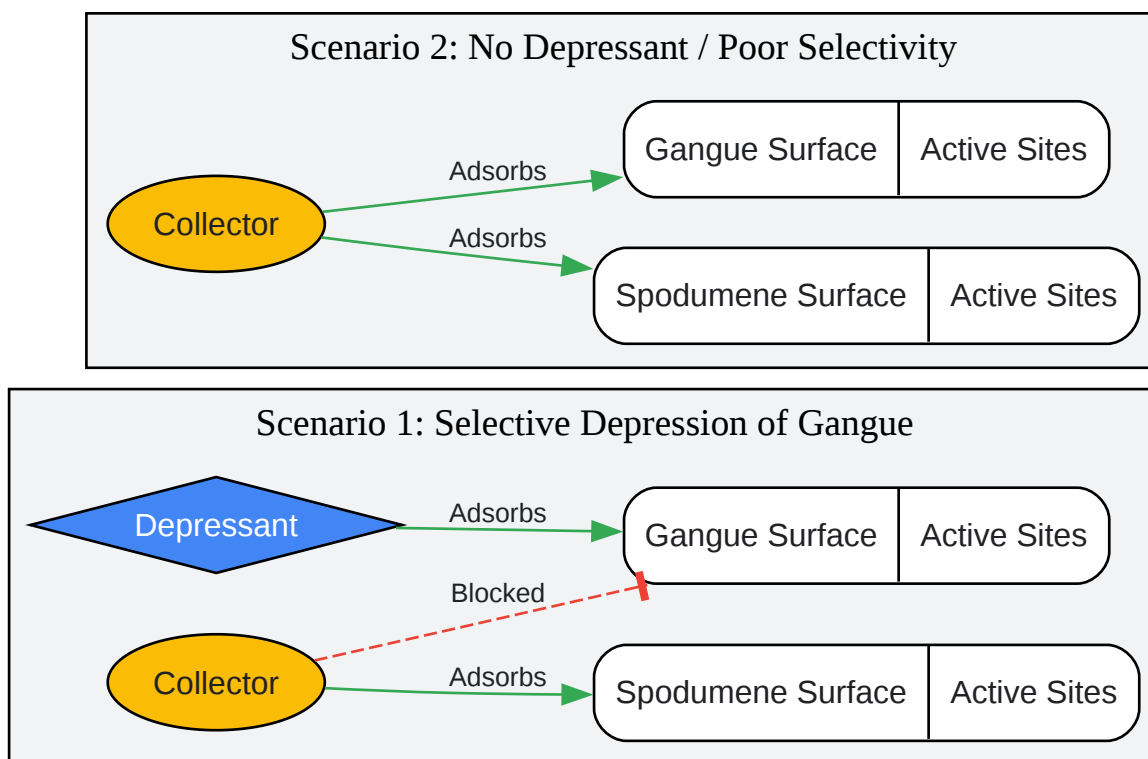 Scenario 2: No Depressant / Poor Selectivity
Collector
Adsorbs
Adsorbs
Gangue Surface
Active Sites
Spodumene Surface
Active Sites
Scenario 1: Selective Depression of Gangue
Depressant
Adsorbs
Gangue Surface
Active Sites
Blocked
Collector
Adsorbs
Spodumene Surface
Active Sites